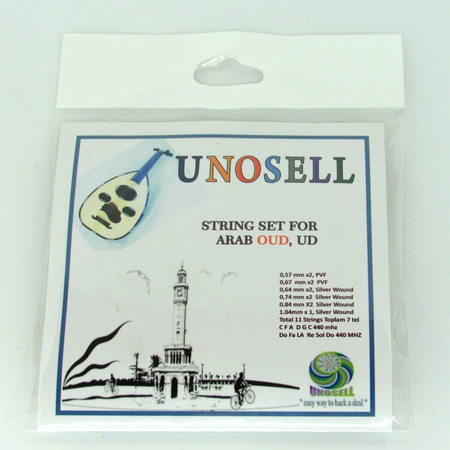 UNOSELL
STRING SET FOR
ARAB OUD, UD
0,57 mm x2, PVF
0,67 mm x2 PVF
0,64 mm x2, Silver Wound
0,74 mm x2 Silver Wound
0.84 mm X2 Silver Wound
1.04mm x 1, Silver Wound
Total 11 Strings Toplam 7 tel
C F A D G C 440 mhz
Do Fa LA Re Sol Do 440 MHZ
UNOSELL
" easy way to hack a deal "